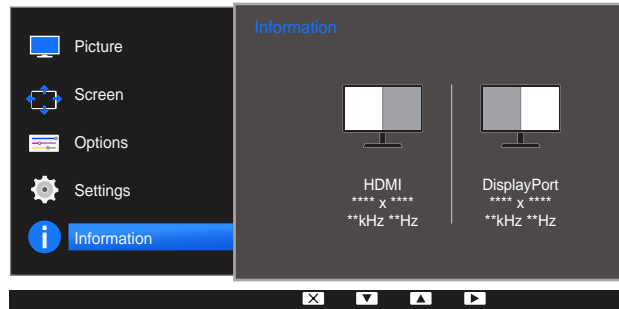 Picture
Screen
Options
Settings
Information
Information
HDMI
**** x ****
**kHz **Hz
DisplayPort
**** x ****
**kHz **Hz